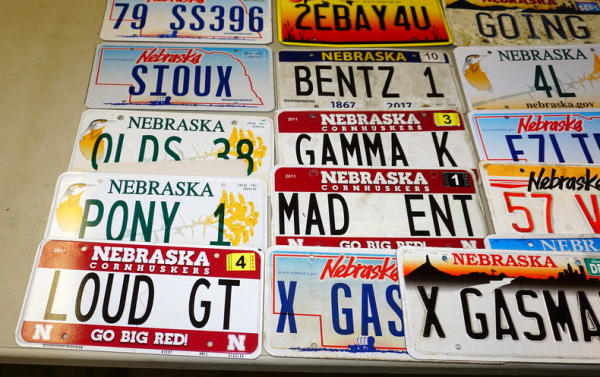 79 SS396
Nebraska
SIOUX
NEBRASKA
OLDS 38
NEBRASKA
PONY 1
2011
NEBRASKA
CORNHUSKERS
4
LOUD GT
N GO BIG RED! N
2EBAY4U
NEBRASKA
10
BENTZ 1
1867 2017
NEBRASKA
CORNHUSKERS
3
GAMMA K
2011
NEBRASKA
CORNHUSKERS
1
MAD ENT
GO BIG RED!
Nebraska
X GAS
GOING
NEBRASKA
4L
nebraska.gov
Nebraska
Nebraska
57 V
NEBRASKA
NEBRASKA
X GASMA